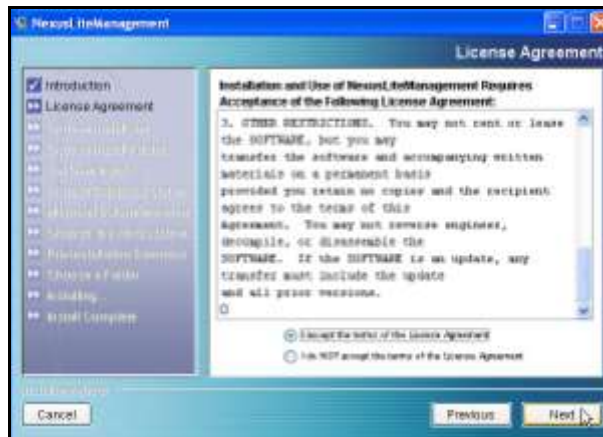 NexusLiteManagement
License Agreement
Introduction
License Agreement
Choose a Folder
Installing...
Install Complete
Installation and Use of NexusLiteManagement Requires
Acceptance of the Following License Agreement:
3. OTHER RESTRICTIONS. You may not rent or lease
the SOFTWARE, but you may
transfer the software and accompanying written
materials on a permanent basis
provided you retain no copies and the recipient
agrees to the terms of this
Agreement. You may not reverse engineer,
decompile, or disassemble the
SOFTWARE. If the SOFTWARE is an update, any
transfer must include the update
and all prior versions.
I accept the terms of the License Agreement
I do NOT accept the terms of the License Agreement
Cancel
Previous
Next